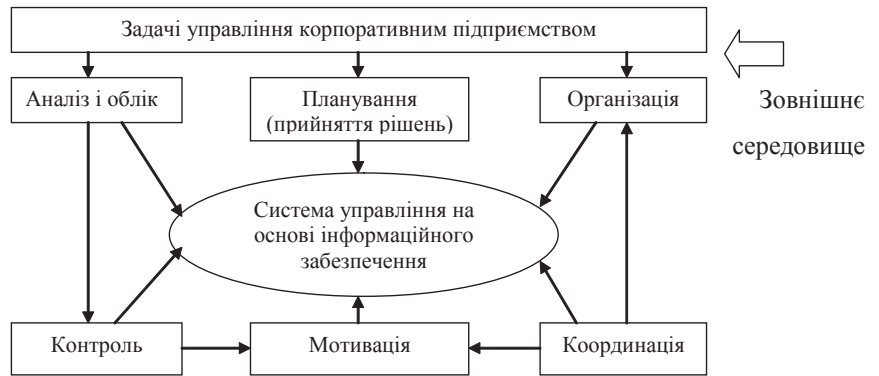 Задачі управління корпоративним підприємством
Аналіз і облік
Планування
(прийняття рішень)
Організація
Зовнішнє
середовище
Система управління на
основі інформаційного
забезпечення
Контроль
Мотивація
Координація